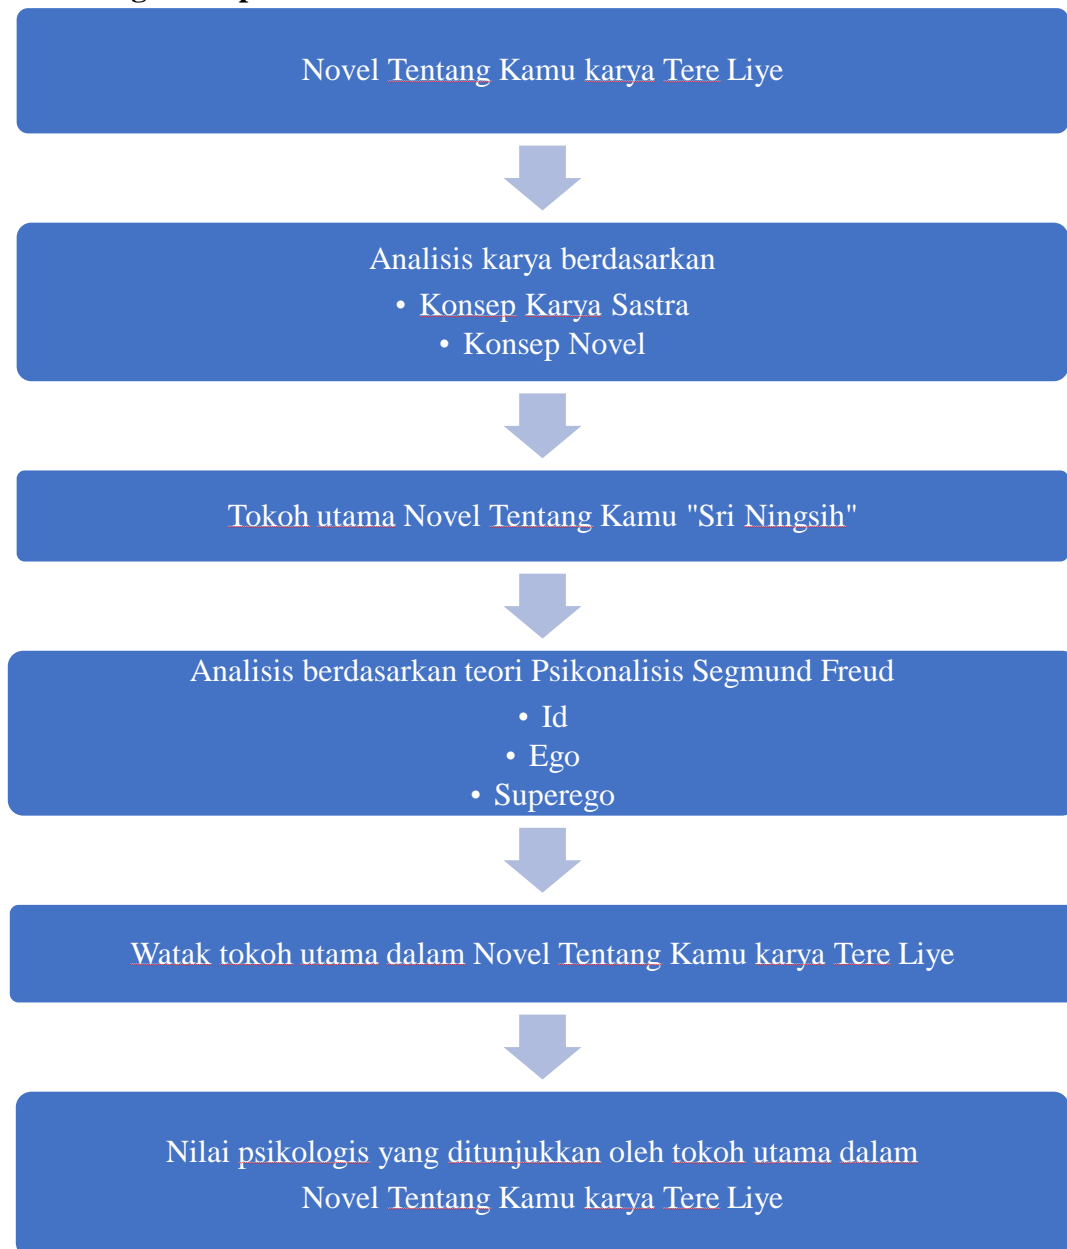 Novel Tentang Kamu karya Tere Liye
Analisis karya berdasarkan
• Konsep Karya Sastra
• Konsep Novel
Tokoh utama Novel Tentang Kamu "Sri Ningsih"
Analisis berdasarkan teori Psikonalisis Segmund Freud
• Id
• Ego
• Superego
Watak tokoh utama dalam Novel Tentang Kamu karya Tere Liye
Nilai psikologis yang ditunjukkan oleh tokoh utama dalam
Novel Tentang Kamu karya Tere Liye